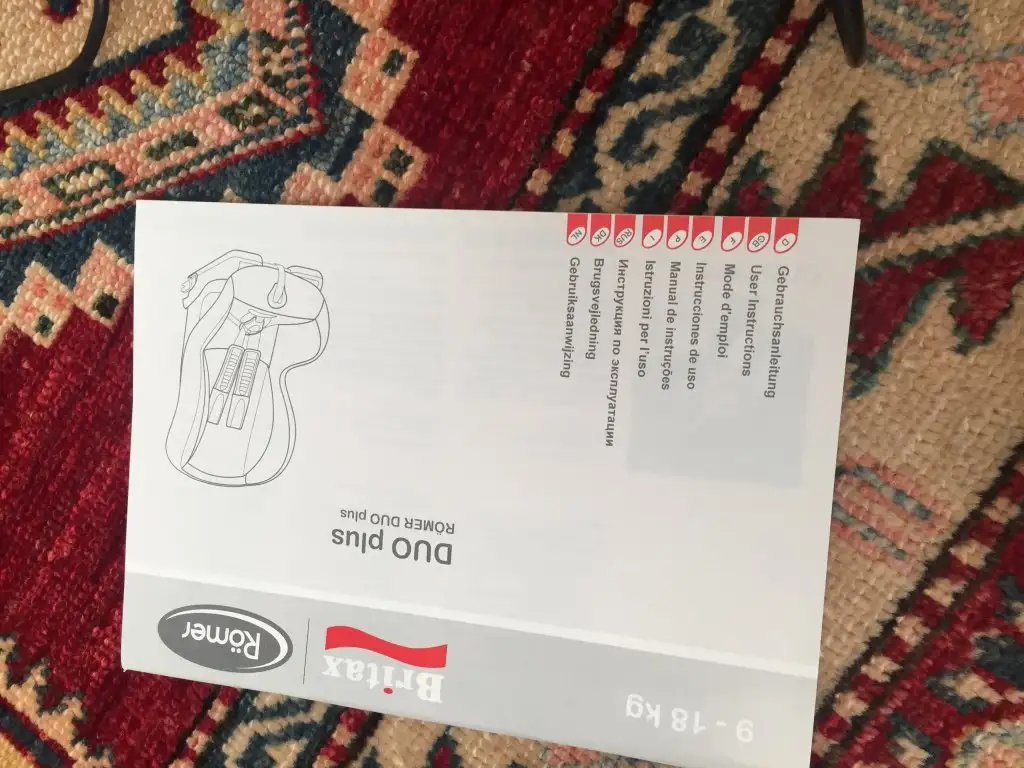 9 - 18 kg
Britax
Römer
DUO plus
RÖMER DUO plus
D Gebrauchsanleitung
GB User Instructions
F Mode d'emploi
E Instrucciones de uso
P Manual de instruções
I Istruzioni per l'uso
RUS Инструкция по эксплуатации
DK Brugsvejledning
NL Gebruiksaanwijzing